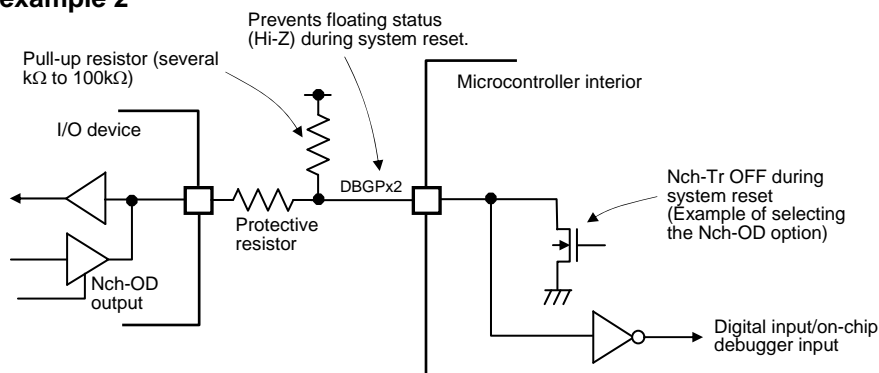 example 2
Prevents floating status
(Hi-Z) during system reset.
Pull-up resistor (several
kΩ to 100kΩ)
Microcontroller interior
I/O device
DBGPx2
Protective
resistor
Nch-OD
output
Nch-Tr OFF during
system reset
(Example of selecting
the Nch-OD option)
Digital input/on-chip
debugger input